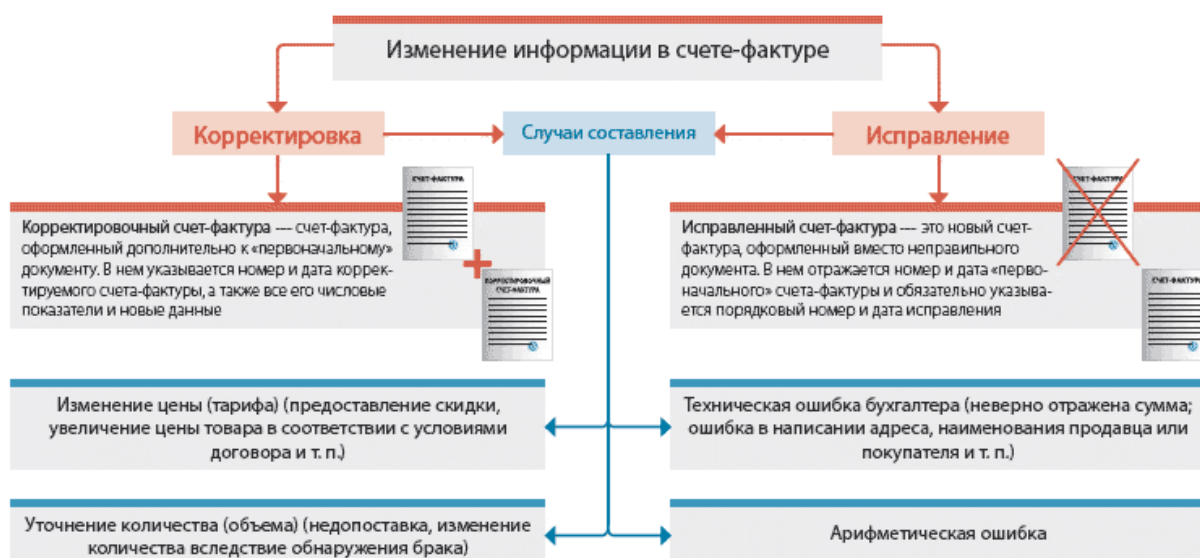 Изменение информации в счете-фактуре
Корректировка
Случаи составления
Исправление
СЧЕТ-ФАКТУРА
Корректировочный счет-фактура --- счет-фактура,
оформленный дополнительно к «первоначальному»
документу. В нем указывается номер и дата коррек-
тируемого счета-фактуры, а также все его числовые
показатели и новые данные
КОРРЕКТИРОВОЧНЫЙ
СЧЕТ-ФАКТУРА
СЧЕТ-ФАКТУРА
Исправленный счет-фактура --- это новый счет-
фактура, оформленный вместо неправильного
документа. В нем отражается номер и дата «перво-
начального» счета-фактуры и обязательно указыва-
ется порядковый номер и дата исправления
СЧЕТ-ФАКТУРА
Изменение цены (тарифа) (предоставление скидки,
увеличение цены товара в соответствии с условиями
договора и т. п.)
Техническая ошибка бухгалтера (неверно отражена сумма;
ошибка в написании адреса, наименования продавца или
покупателя и т. п.)
Уточнение количества (объема) (недопоставка, изменение
количества вследствие обнаружения брака)
Арифметическая ошибка